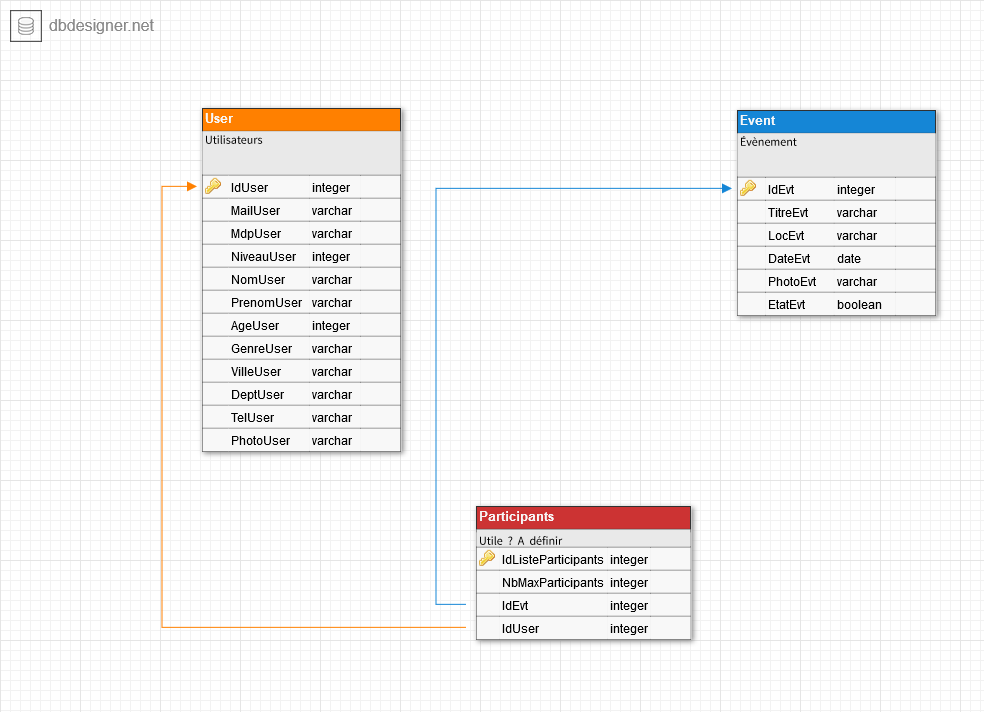 dbdesigner.net
User
Utilisateurs
IdUser integer
MailUser varchar
MdpUser varchar
NiveauUser integer
NomUser varchar
PrenomUser varchar
AgeUser integer
GenreUser varchar
VilleUser varchar
DeptUser varchar
TelUser varchar
PhotoUser varchar
Event
Évènement
IdEvt integer
TitreEvt varchar
LocEvt varchar
DateEvt date
PhotoEvt varchar
EtatEvt boolean
Participants
Utile ? A définir
IdListeParticipants integer
NbMaxParticipants integer
IdEvt integer
IdUser integer